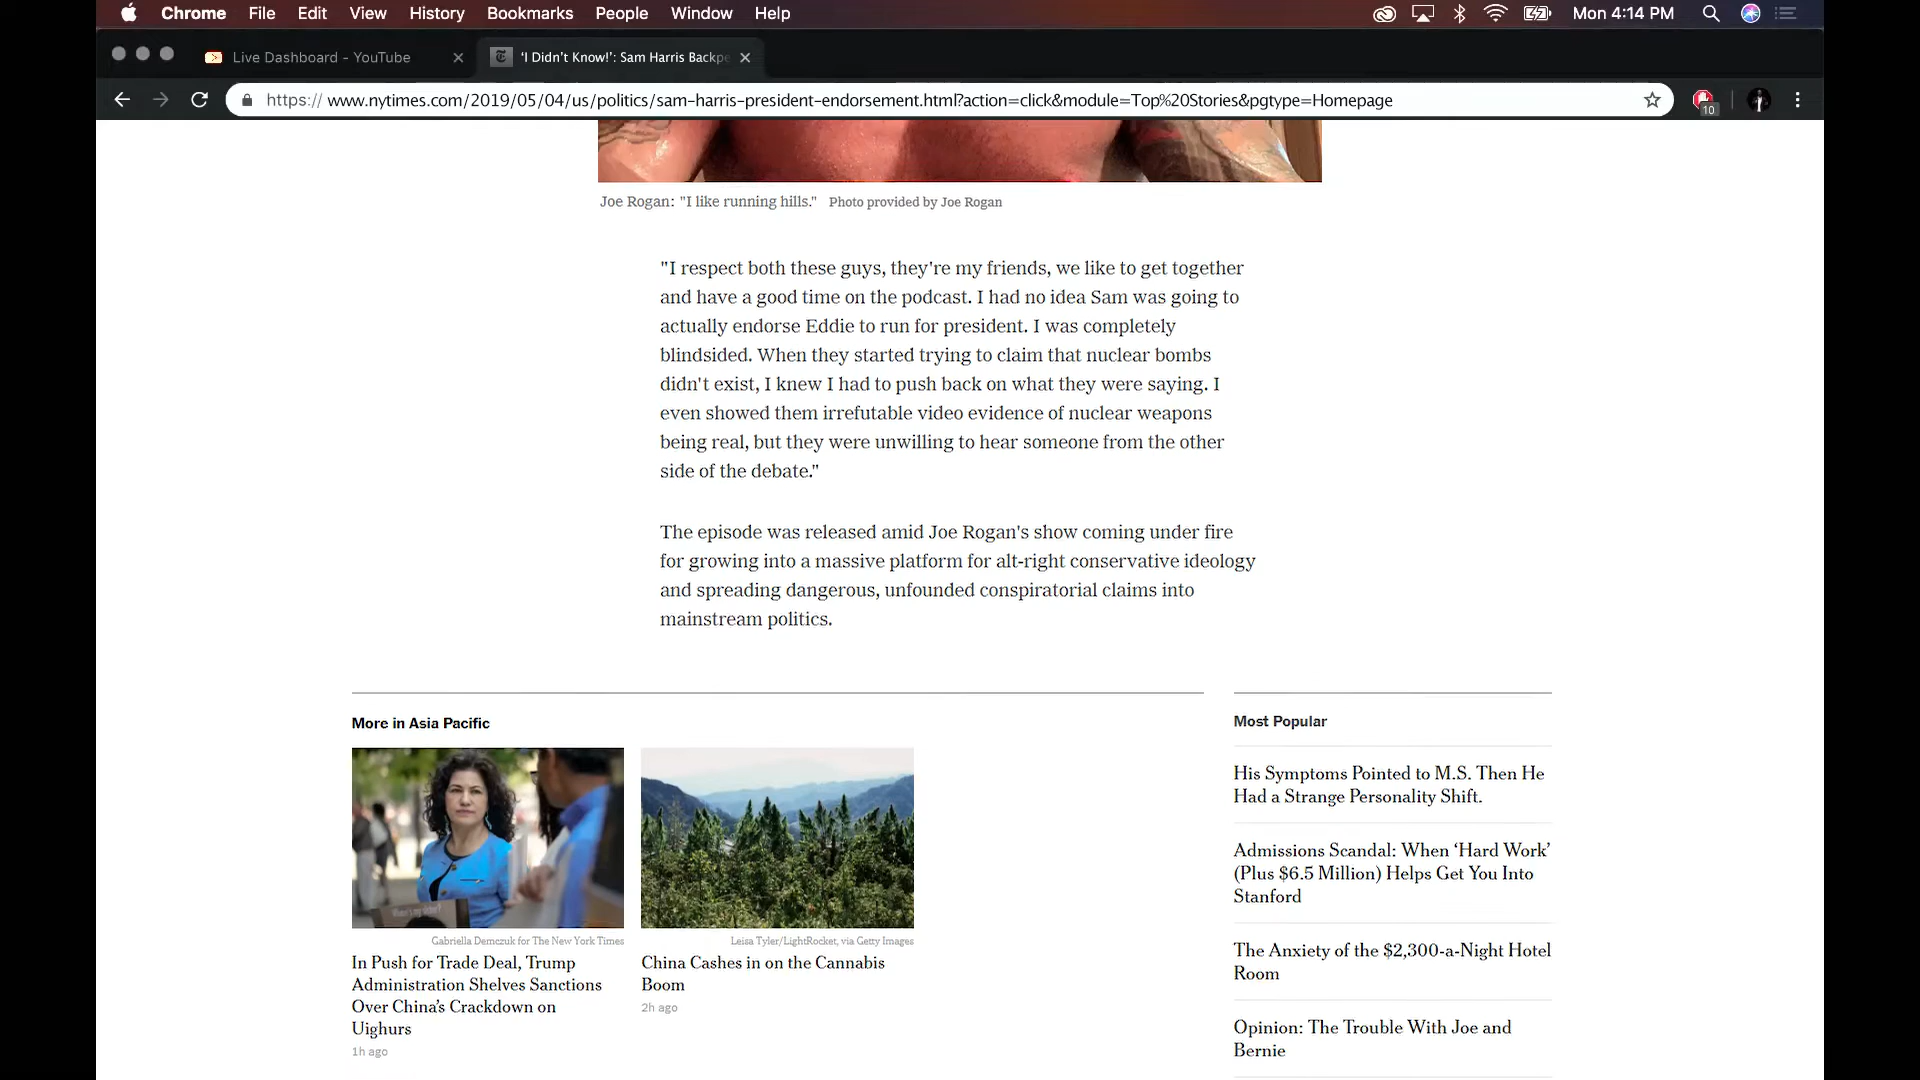 Chrome File Edit View History Bookmarks People Window Help Mon 4:14 PM
Live Dashboard - YouTube
'I Didn't Know!': Sam Harris Backpe
https://www.nytimes.com/2019/05/04/us/politics/sam-harris-president-endorsement.html?action=click&module=Top%20Stories&pgtype=Homepage
10
Joe Rogan: "I like running hills." Photo provided by Joe Rogan
"I respect both these guys, they're my friends, we like to get together
and have a good time on the podcast. I had no idea Sam was going to
actually endorse Eddie to run for president. I was completely
blindsided. When they started trying to claim that nuclear bombs
didn't exist, I knew I had to push back on what they were saying. I
even showed them irrefutable video evidence of nuclear weapons
being real, but they were unwilling to hear someone from the other
side of the debate."
The episode was released amid Joe Rogan's show coming under fire
for growing into a massive platform for alt-right conservative ideology
and spreading dangerous, unfounded conspiratorial claims into
mainstream politics.
More in Asia Pacific
Gabriella Demczuk for The New York Times
In Push for Trade Deal, Trump
Administration Shelves Sanctions
Over China's Crackdown on
Uighurs
1h ago
Leisa Tyler/LightRocket, via Getty Images
China Cashes in on the Cannabis
Boom
2h ago
Most Popular
His Symptoms Pointed to M.S. Then He
Had a Strange Personality Shift.
Admissions Scandal: When ‘Hard Work’
(Plus $6.5 Million) Helps Get You Into
Stanford
The Anxiety of the $2,300-a-Night Hotel
Room
Opinion: The Trouble With Joe and
Bernie